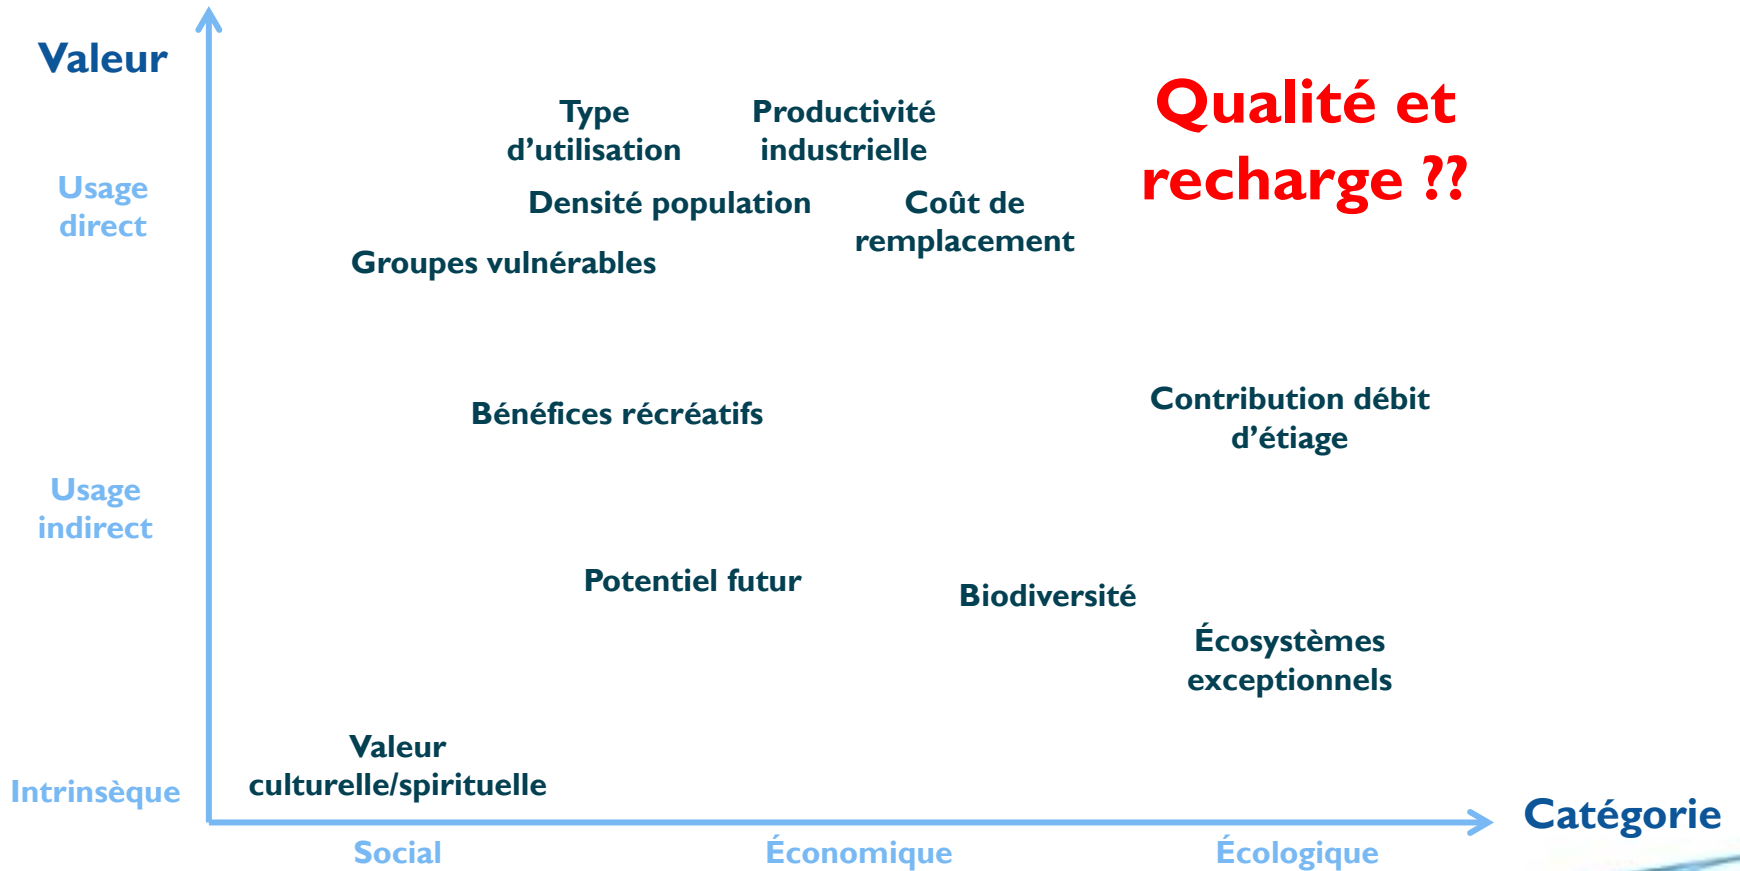 Valeur
Qualité et
recharge ??
Type
d’utilisation
Productivité
industrielle
Usage
direct
Densité population
Coût de
remplacement
Groupes vulnérables
Bénéfices récréatifs
Contribution débit
d’étiage
Usage
indirect
Potentiel futur
Biodiversité
Écosystèmes
exceptionnels
Valeur
culturelle/spirituelle
Intrinsèque
Catégorie
Social
Économique
Écologique